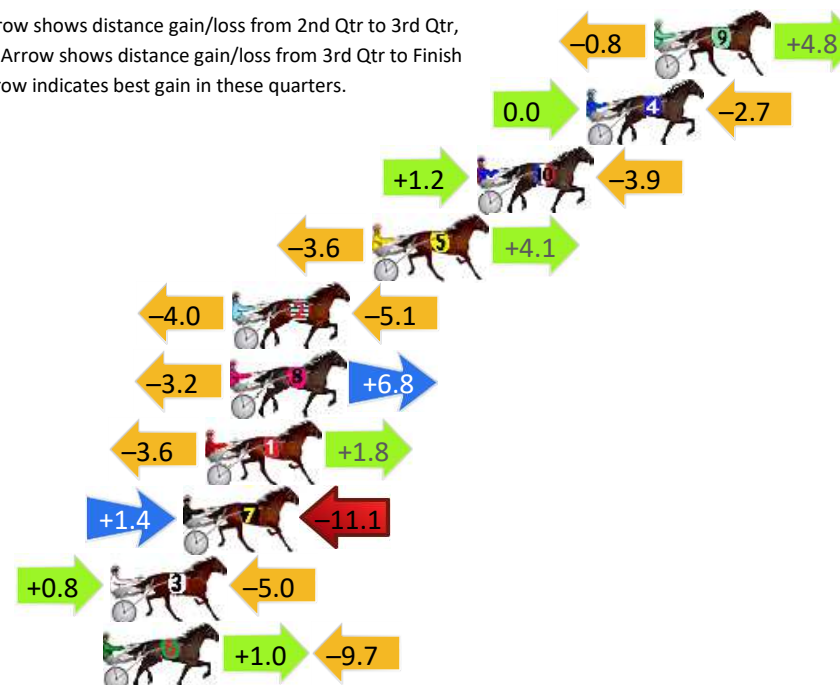 row shows distance gain/loss from 2nd Qtr to 3rd Qtr,
Arrow shows distance gain/loss from 3rd Qtr to Finish
row indicates best gain in these quarters.
–0.8 9 +4.8
0.0 4 –2.7
+1.2 10 –3.9
–3.6 5 +4.1
–4.0 2 –5.1
–3.2 8 +6.8
–3.6 1 +1.8
+1.4 7 –11.1
+0.8 3 –5.0
+1.0 –9.7